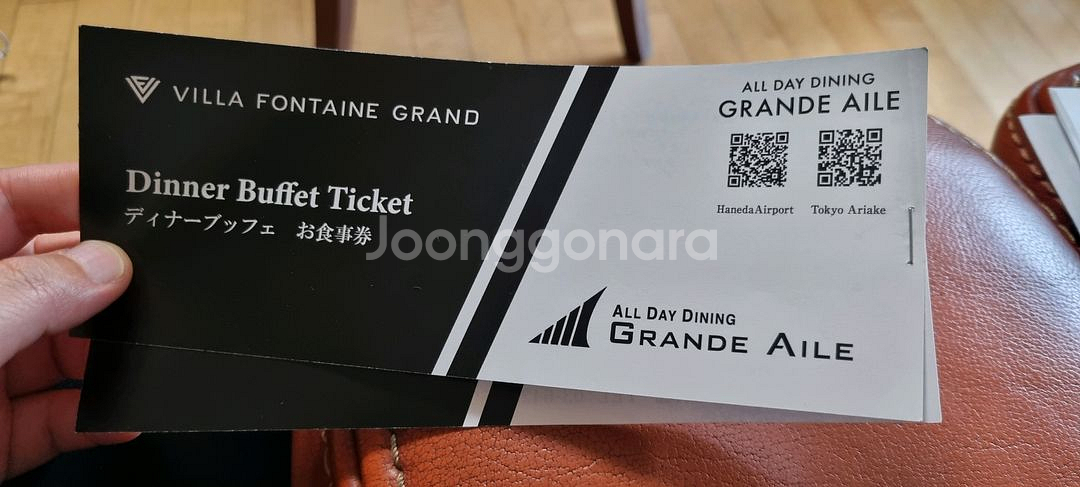 VILLA FONTAINE GRAND
Dinner Buffet Ticket
ディナーブッフェ お食事券
ALL DAY DINING
GRANDE AILE
HanedaAirport Tokyo Ariake
ALL DAY DINING
GRANDE AILE
Joonggonara